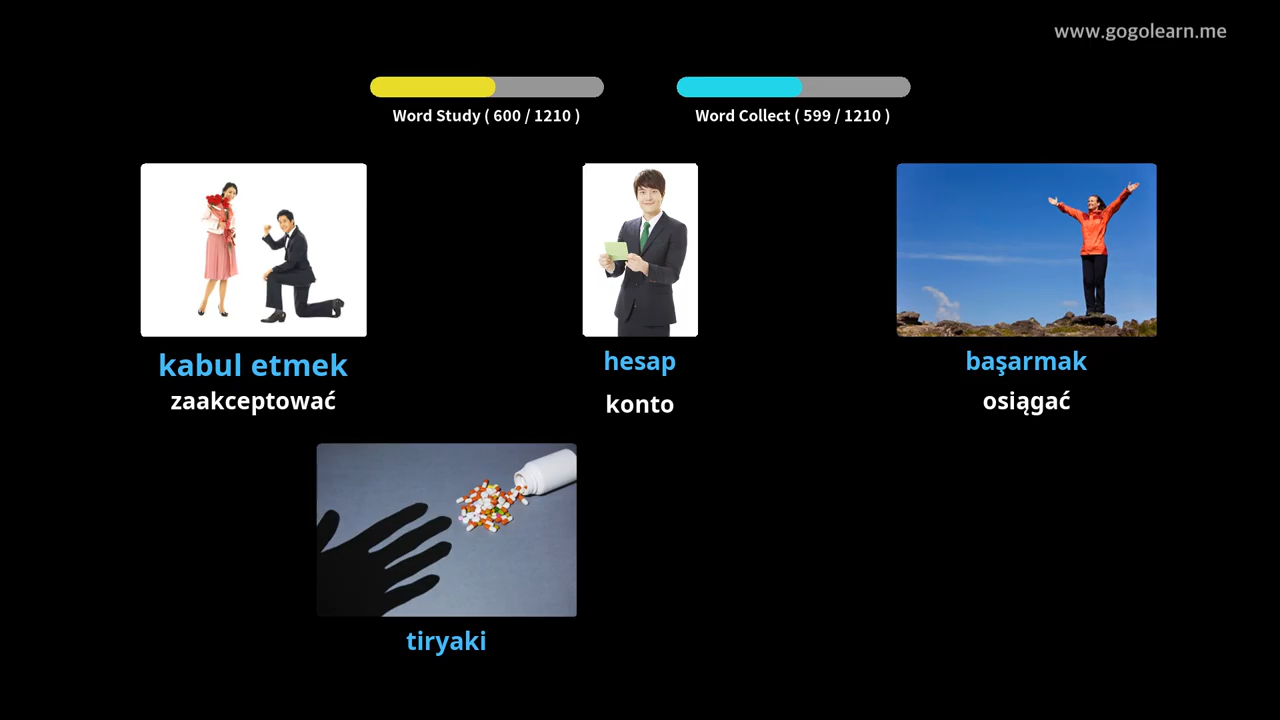 www.gogolearn.me
Word Study ( 600 / 1210 )
Word Collect ( 599 / 1210 )
kabul etmek
zaakceptować
hesap
konto
başarmak
osiągać
tiryaki